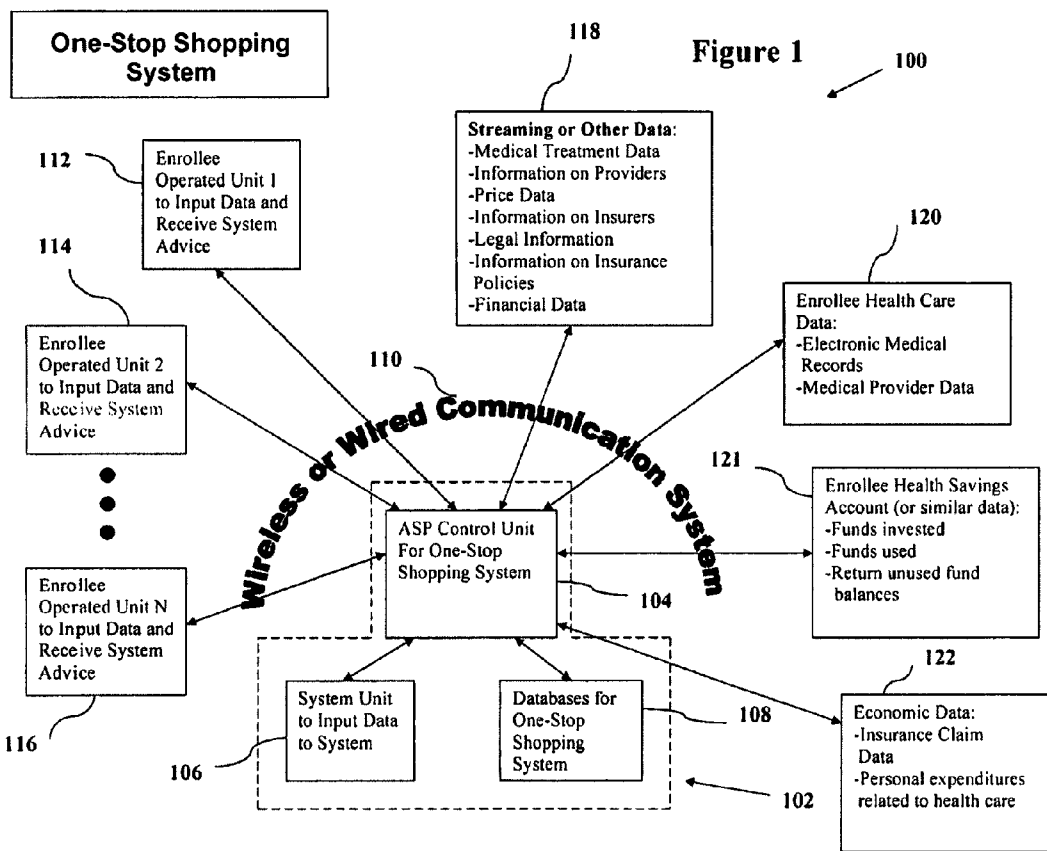 One-Stop Shopping
System
Figure 1
100
118
Streaming or Other Data:
-Medical Treatment Data
-Information on Providers
-Price Data
-Information on Insurers
-Legal Information
-Information on Insurance
Policies
-Financial Data
112
Enrollee
Operated Unit 1
to Input Data and
Receive System
Advice
114
Enrollee
Operated Unit 2
to Input Data and
Receive System
Advice
116
Enrollee
Operated Unit N
to Input Data and
Receive System
Advice
110
Wireless or Wired Communication System
120
Enrollee Health Care
Data:
-Electronic Medical
Records
-Medical Provider Data
121
Enrollee Health Savings
Account (or similar data):
-Funds invested
-Funds used
-Return unused fund
balances
122
Economic Data:
-Insurance Claim
Data
-Personal expenditures
related to health care
ASP Control Unit
For One-Stop
Shopping System
104
System Unit
to Input Data
to System
106
Databases for
One-Stop
Shopping
System
108
102